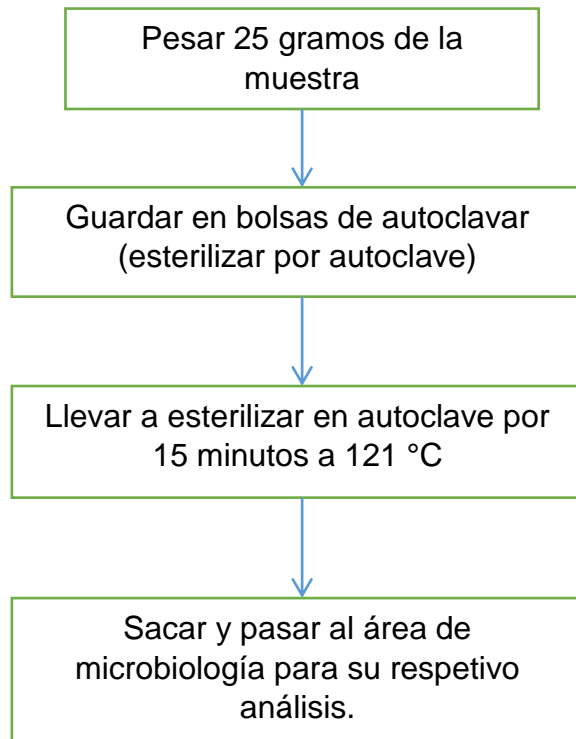 Pesar 25 gramos de la
muestra
Guardar en bolsas de autoclavar
(esterilizar por autoclave)
Llevar a esterilizar en autoclave por
15 minutos a 121 °C
Sacar y pasar al área de
microbiología para su respetivo
análisis.